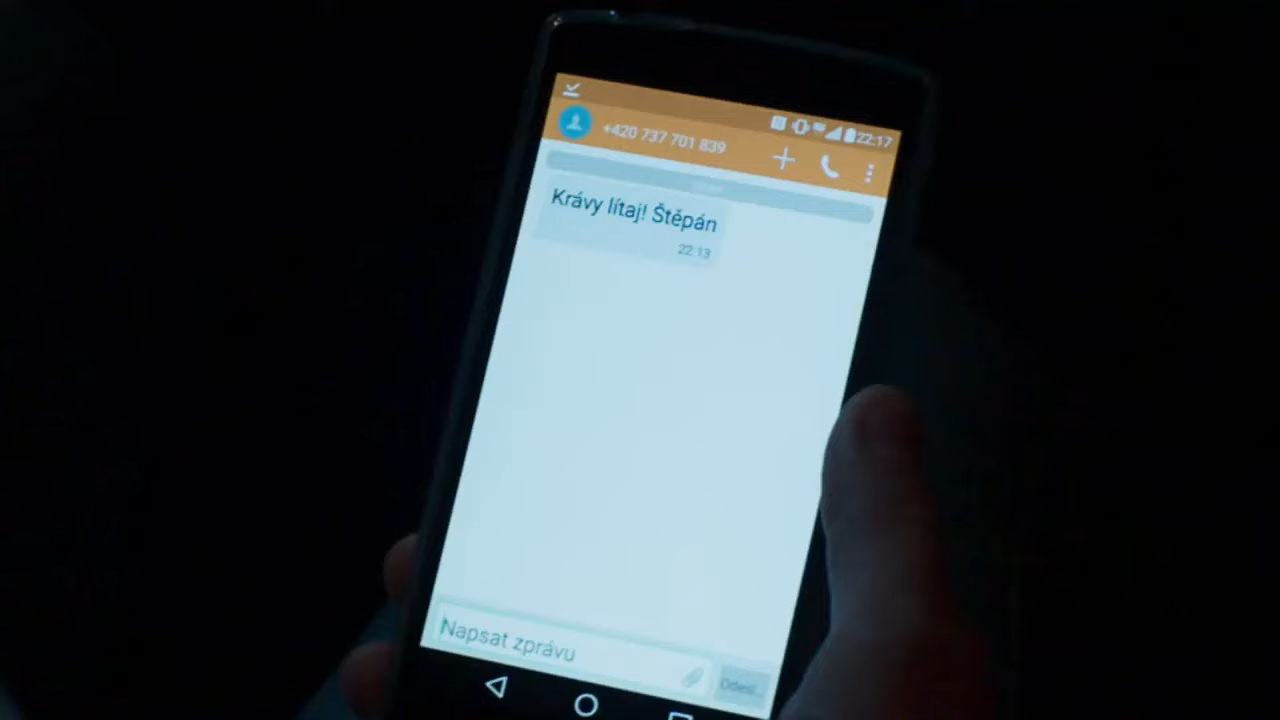 22:17
+420 737 701 839
Krávy lítaj! Štěpán
22:13
Napsat zprávu